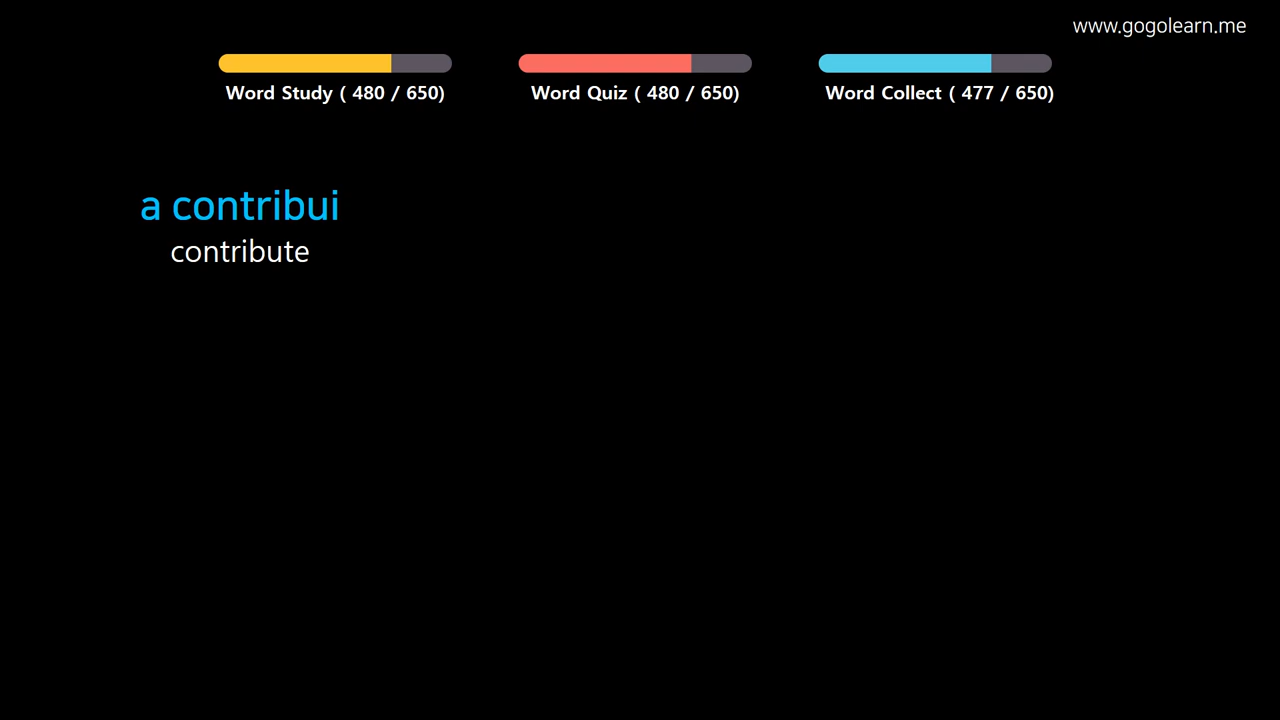 www.gogolearn.me
Word Study ( 480 / 650)
Word Quiz ( 480 / 650)
Word Collect ( 477 / 650)
a contribui
contribute